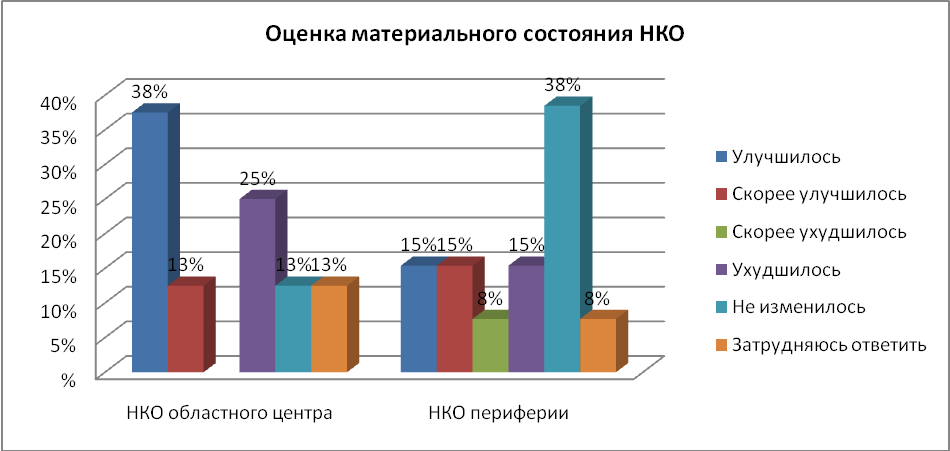 Оценка материального состояния НКО
40%
35%
30%
25%
20%
15%
10%
5%
%
38%
13%
25%
13%
13%
15%
15%
8%
15%
38%
8%
НКО областного центра
НКО периферии
Улучшилось
Скорее улучшилось
Скорее ухудшилось
Ухудшилось
Не изменилось
Затрудняюсь ответить